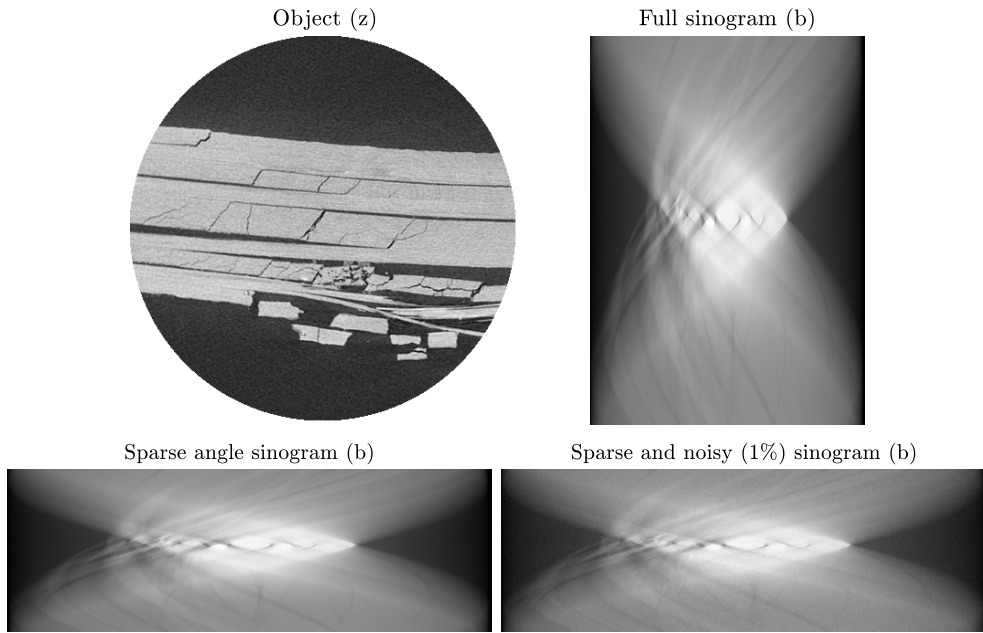 Object (z)
Full sinogram (b)
Sparse angle sinogram (b)
Sparse and noisy (1%) sinogram (b)